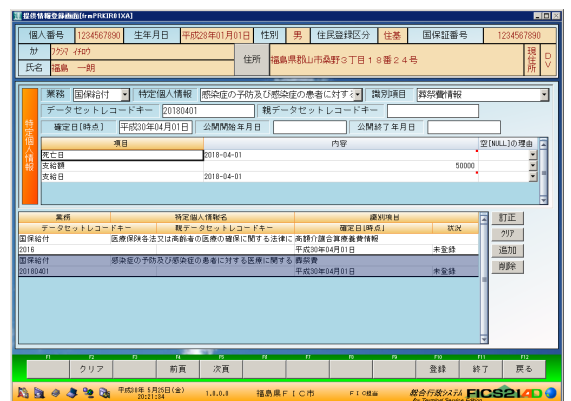 提供情報登録画面[frmPRKIR01XA]
個人番号 1234567890 生年月日 平成28年01月01日 性別 男 住民登録区分 住基 国保証番号 1234567890
カナ フクシマ イチロウ 住所 福島県郡山市桑野3丁目18番24号 現住所 DV
氏名 福島 一朗
特定個人情報
業務 国保給付 特定個人情報 感染症の予防及び感染症の患者に対する 識別項目 葬祭費情報
データセットレコードキー 20180401 親データセットレコードキー
確定日[時点] 平成30年04月01日 公開開始年月日 公開終了年月日
項目 内容 空[NULL]の理由
死亡日 2018-04-01
支給額 50000
支給日 2018-04-01
業務 特定個人情報名 識別項目
データセットレコードキー 親データセットレコードキー 確定日[時点] 状況
国保給付 医療保険各法又は高齢者の医療の確保に関する法律に 高額介護合算療養費情報
2016 平成30年04月01日 未登録
国保給付 感染症の予防及び感染症の患者に対する医療に関する 葬祭費
20180401 平成30年04月01日 未登録
訂正
クリア
追加
削除
F1 F2 F3 F4 F5 F6 F7 F8 F9 F10 F11 F12
クリア 前頁 次頁 登録 終了 戻る
平成30年 5月25日(金)
20:21:34
1.0.0.0 福島県FIC市 FIC担当 総合行政システム FICS21AD
for Terminal Service Edition